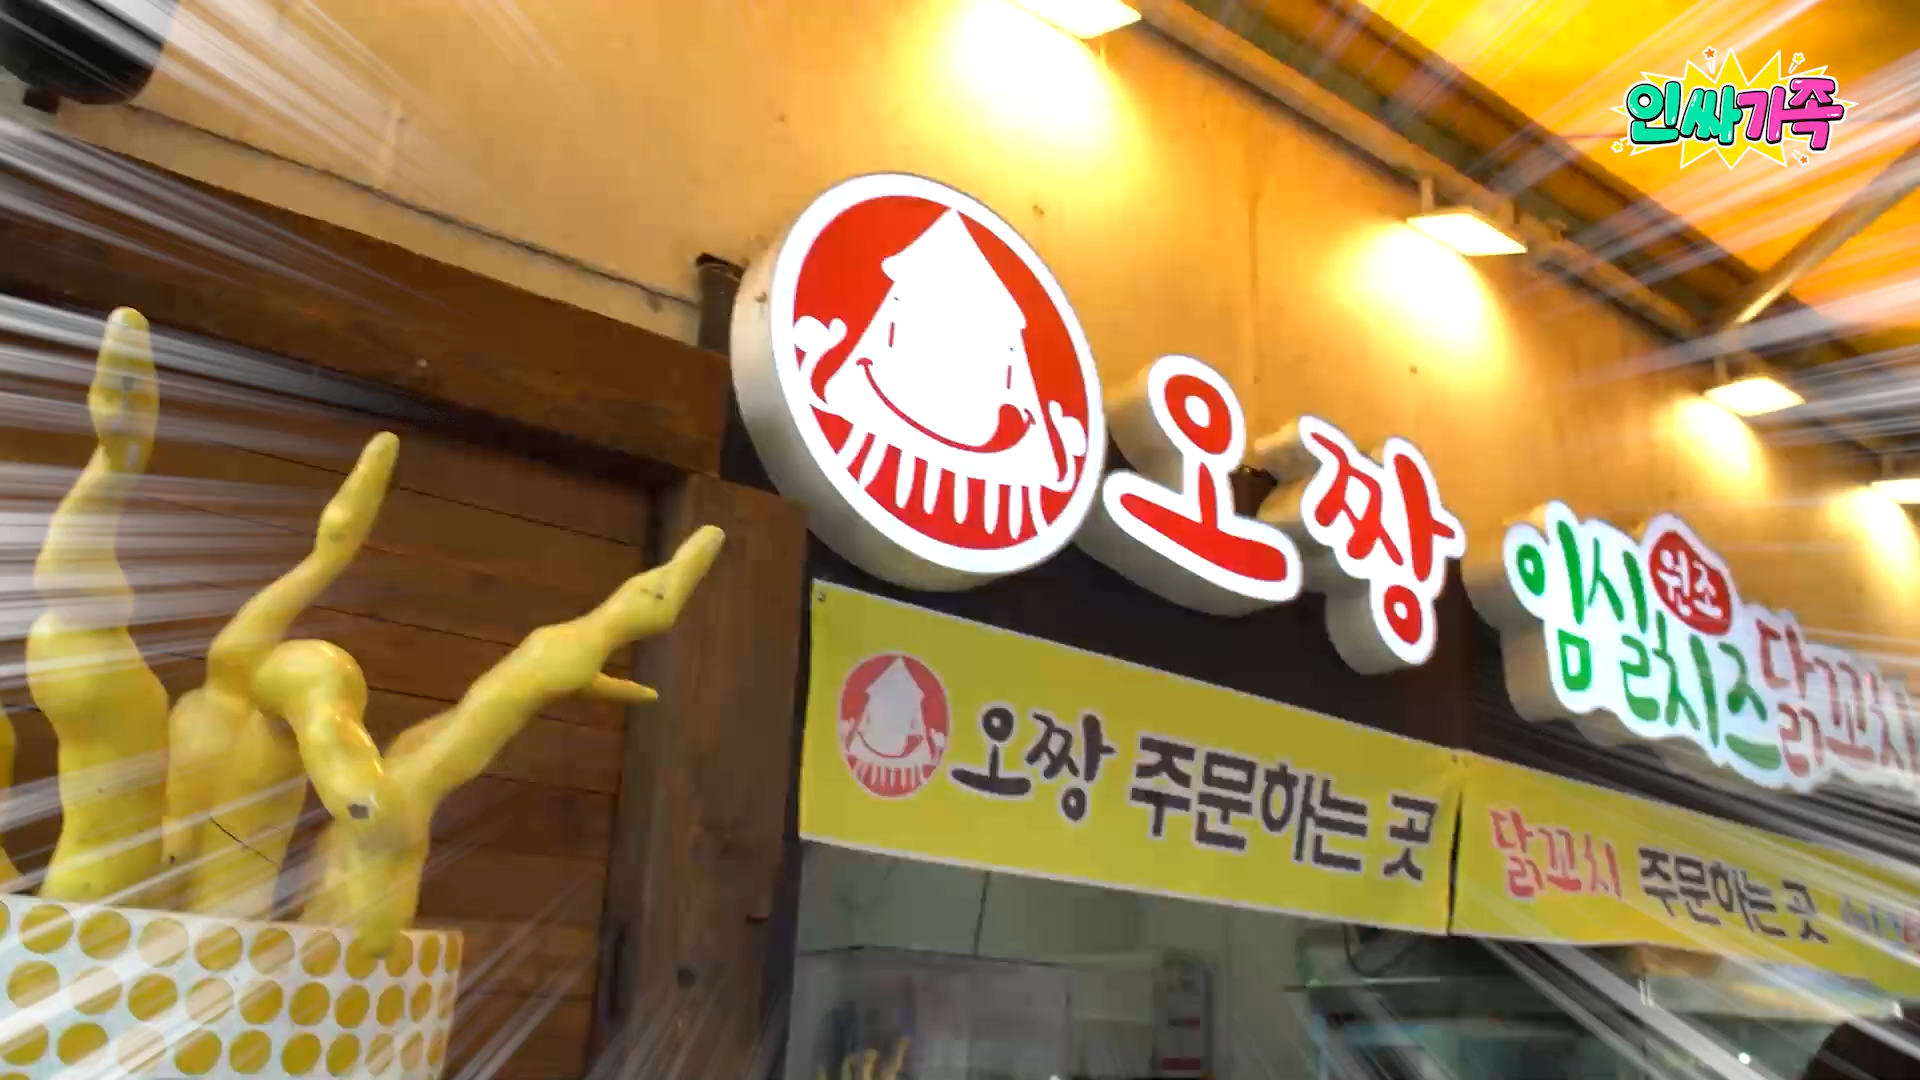 인싸가족
오짱
원조
임실치즈닭꼬치
오짱 주문하는 곳
닭꼬치 주문하는 곳